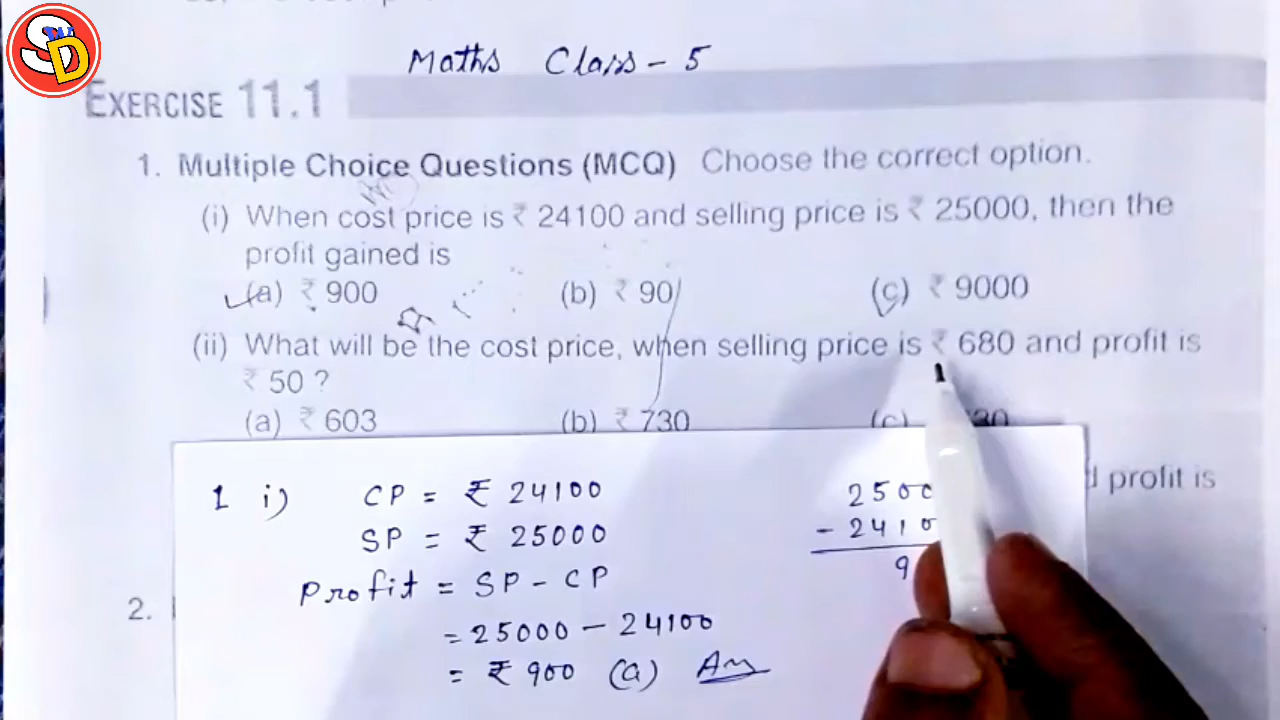 SD
W
Maths Class - 5
EXERCISE 11.1
1. Multiple Choice Questions (MCQ) Choose the correct option.
(i) When cost price is ₹ 24100 and selling price is ₹ 25000, then the
profit gained is
(a) ₹ 900 (b) ₹ 90 (c) ₹ 9000
(ii) What will be the cost price, when selling price is ₹ 680 and profit is
₹ 50 ?
(a) ₹ 603 (b) ₹ 730 (c)
profit is
1 i) CP = ₹ 24100
SP = ₹ 25000
Profit = SP - CP
= 25000 - 24100
= ₹ 900 (a) Ans
2500
- 2410
9
2.